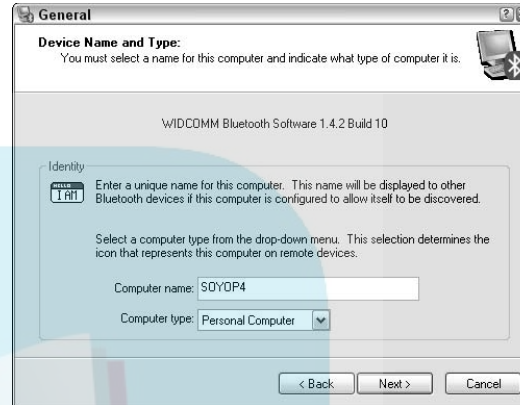 General
Device Name and Type:
You must select a name for this computer and indicate what type of computer it is.
WIDCOMM Bluetooth Software 1.4.2 Build 10
Identity
HELLO
I AM
Enter a unique name for this computer. This name will be displayed to other
Bluetooth devices if this computer is configured to allow itself to be discovered.
Select a computer type from the drop-down menu. This selection determines the
icon that represents this computer on remote devices.
Computer name: SOYOP4
Computer type: Personal Computer
< Back Next > Cancel